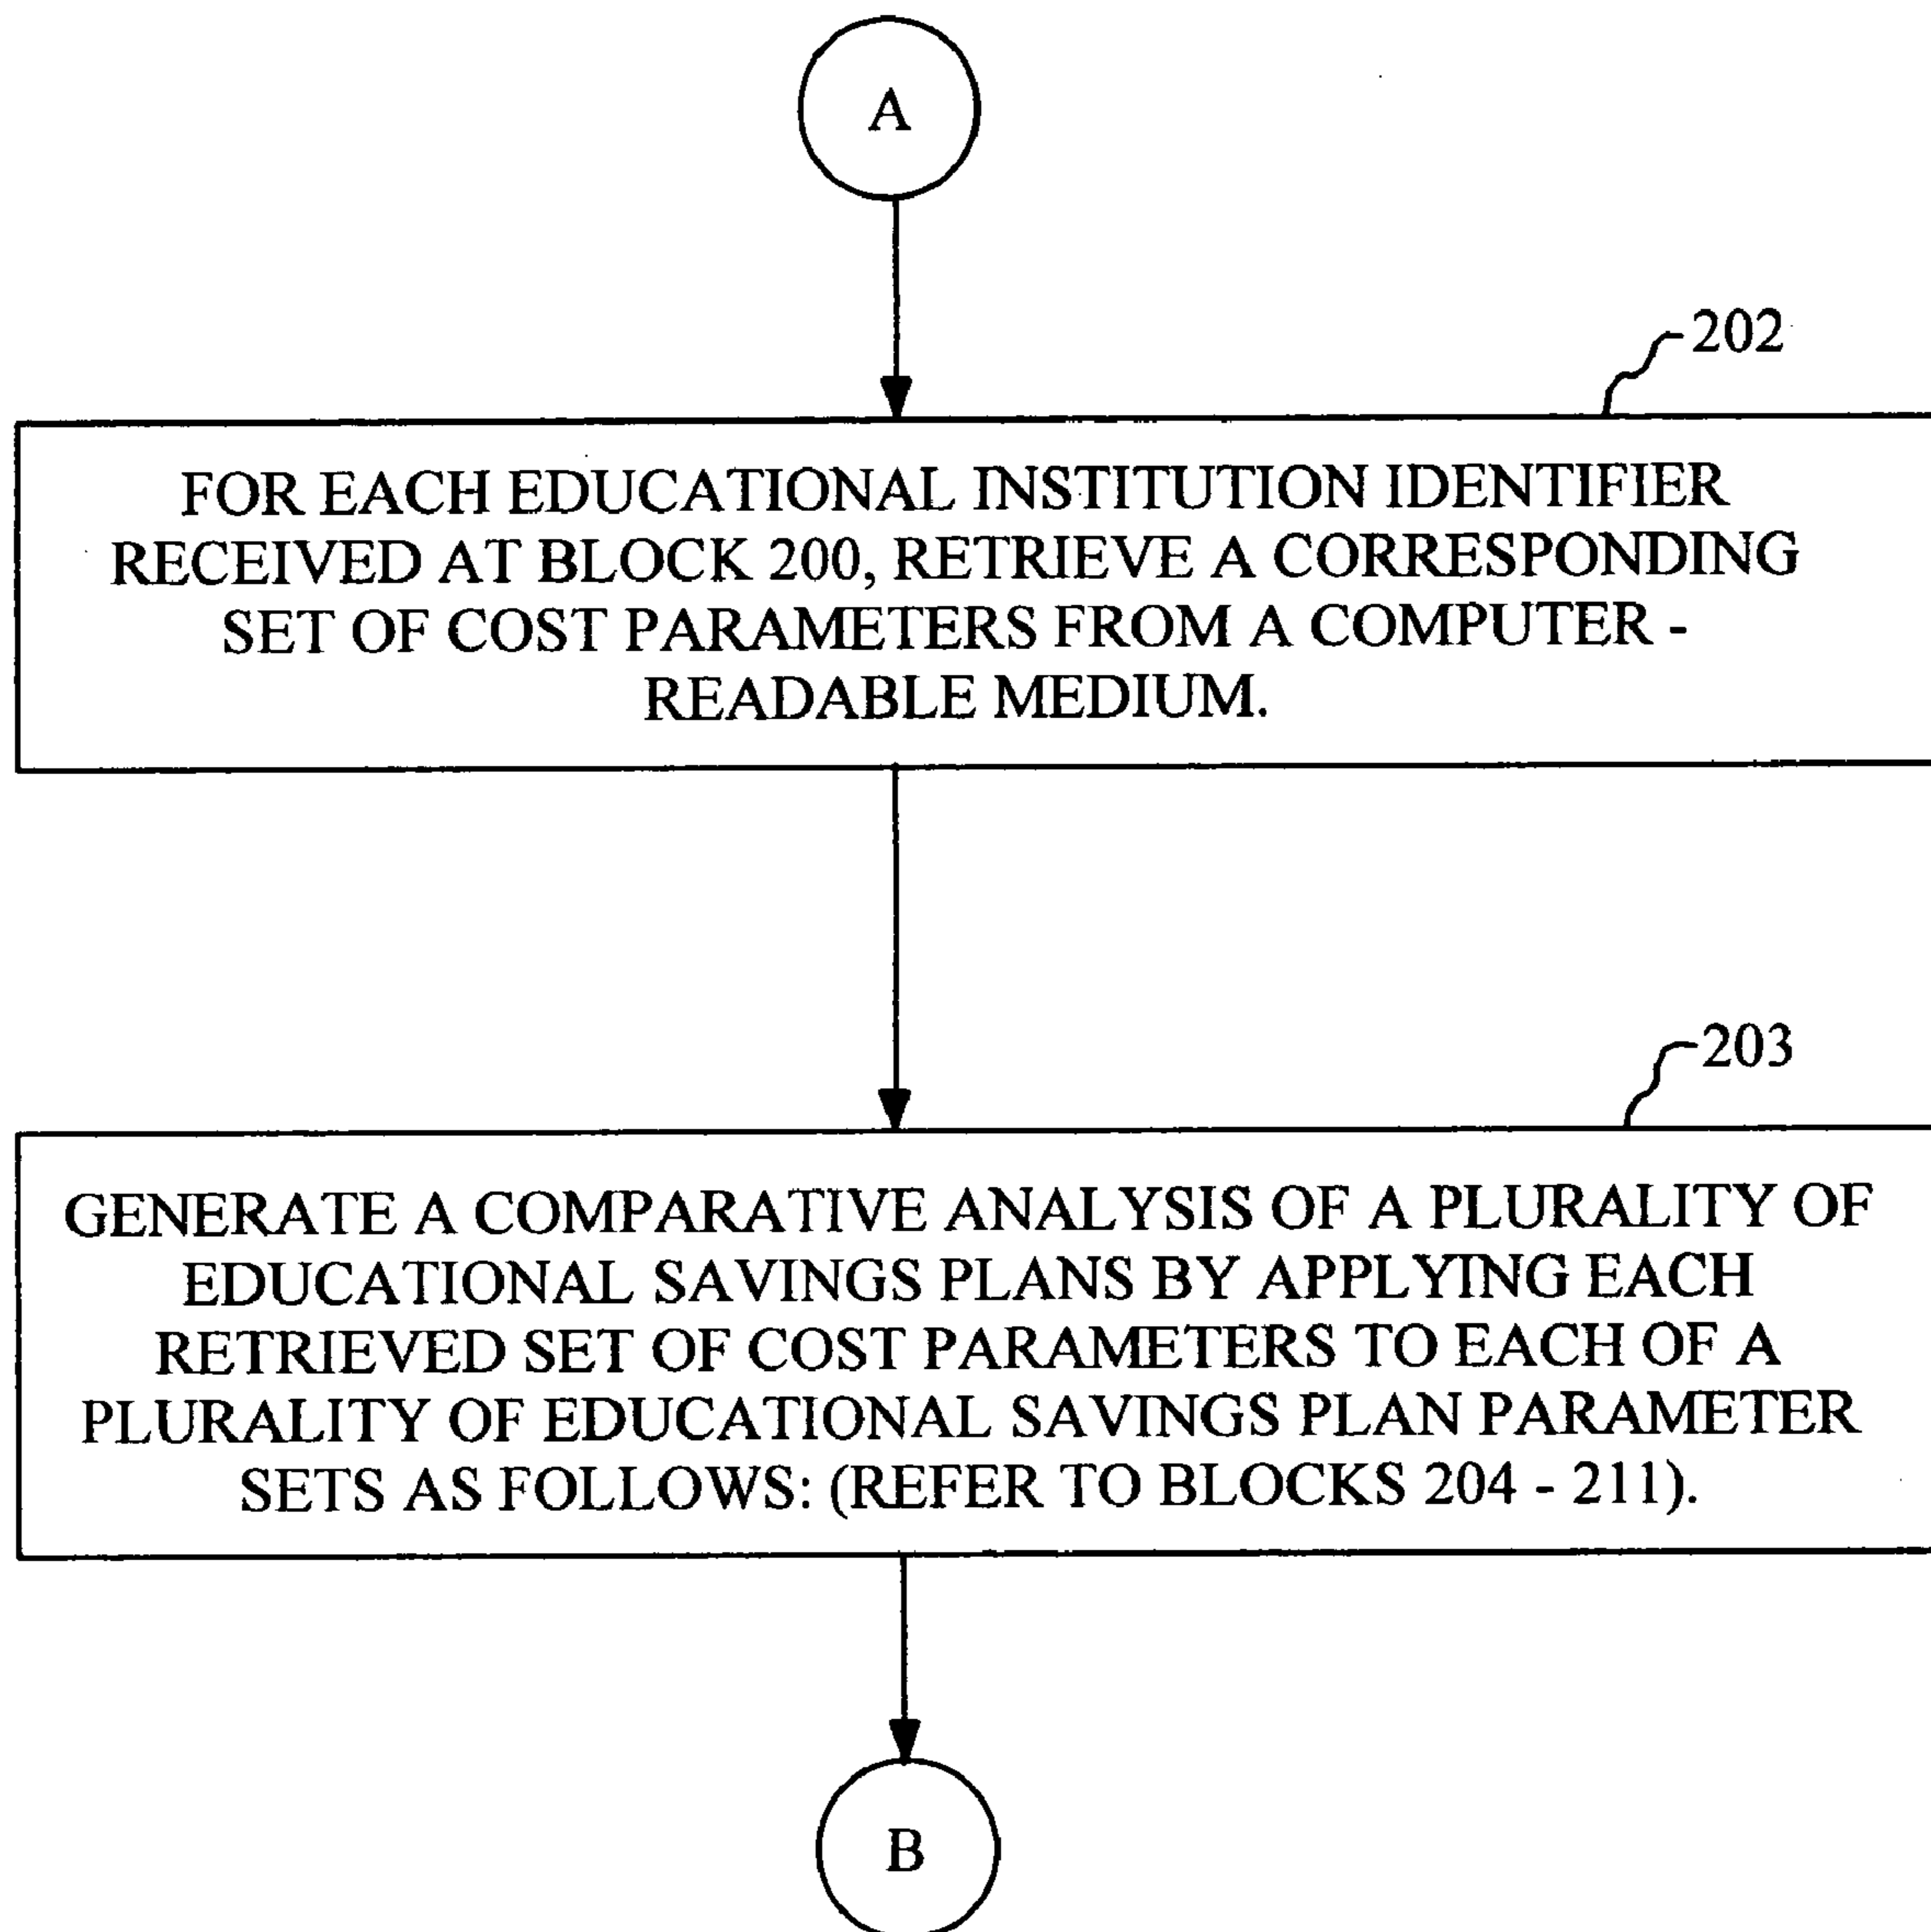 A
202
FOR EACH EDUCATIONAL INSTITUTION IDENTIFIER
RECEIVED AT BLOCK 200, RETRIEVE A CORRESPONDING
SET OF COST PARAMETERS FROM A COMPUTER -
READABLE MEDIUM.
203
GENERATE A COMPARATIVE ANALYSIS OF A PLURALITY OF
EDUCATIONAL SAVINGS PLANS BY APPLYING EACH
RETRIEVED SET OF COST PARAMETERS TO EACH OF A
PLURALITY OF EDUCATIONAL SAVINGS PLAN PARAMETER
SETS AS FOLLOWS: (REFER TO BLOCKS 204 - 211).
B